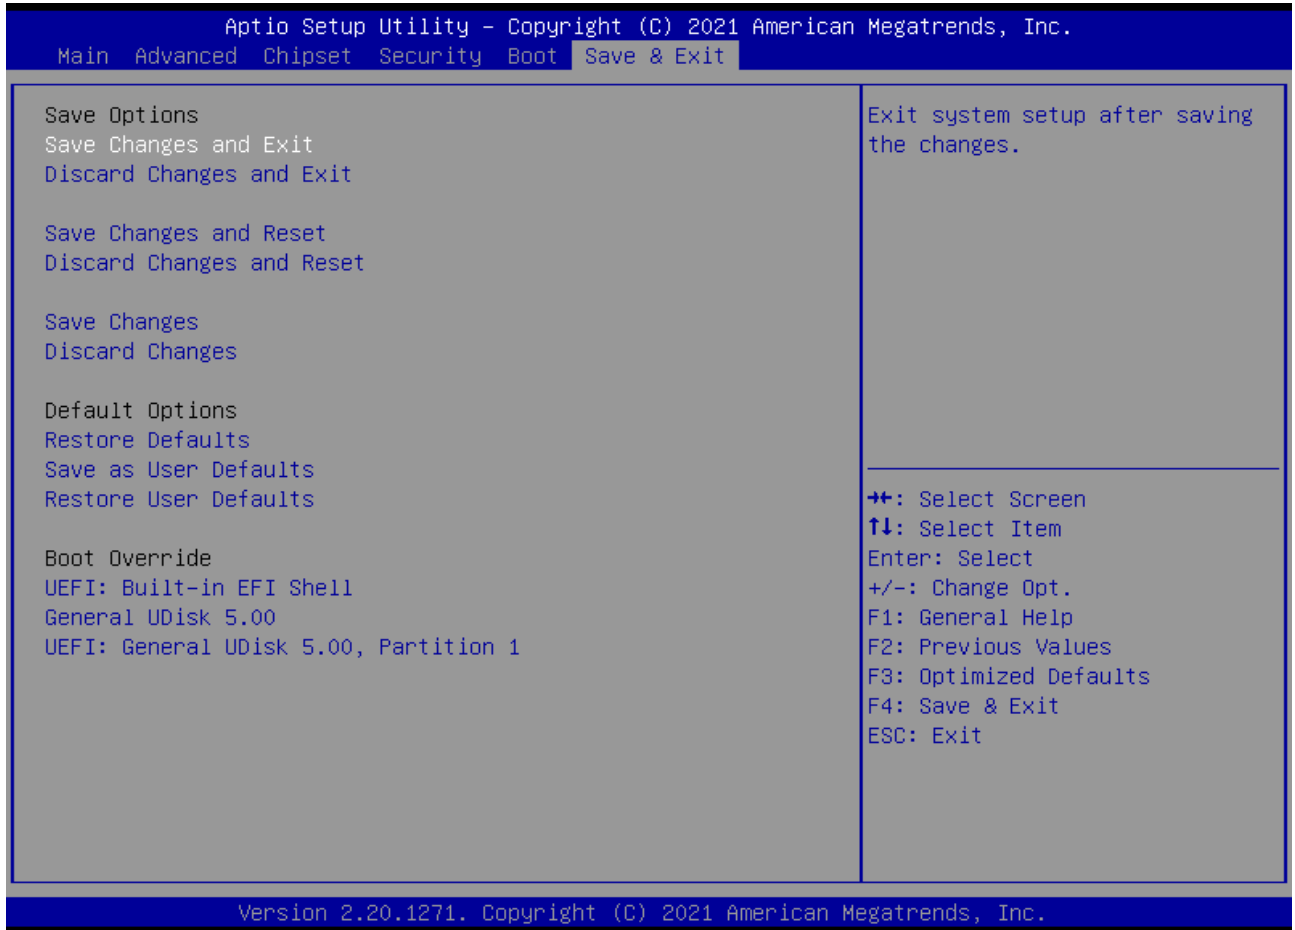 Aptio Setup Utility – Copyright (C) 2021 American Megatrends, Inc.
Main Advanced Chipset Security Boot Save & Exit
Save Options
Save Changes and Exit
Discard Changes and Exit
Save Changes and Reset
Discard Changes and Reset
Save Changes
Discard Changes
Default Options
Restore Defaults
Save as User Defaults
Restore User Defaults
Boot Override
UEFI: Built-in EFI Shell
General UDisk 5.00
UEFI: General UDisk 5.00, Partition 1
Exit system setup after saving
the changes.
→←: Select Screen
↑↓: Select Item
Enter: Select
+/-: Change Opt.
F1: General Help
F2: Previous Values
F3: Optimized Defaults
F4: Save & Exit
ESC: Exit
Version 2.20.1271. Copyright (C) 2021 American Megatrends, Inc.